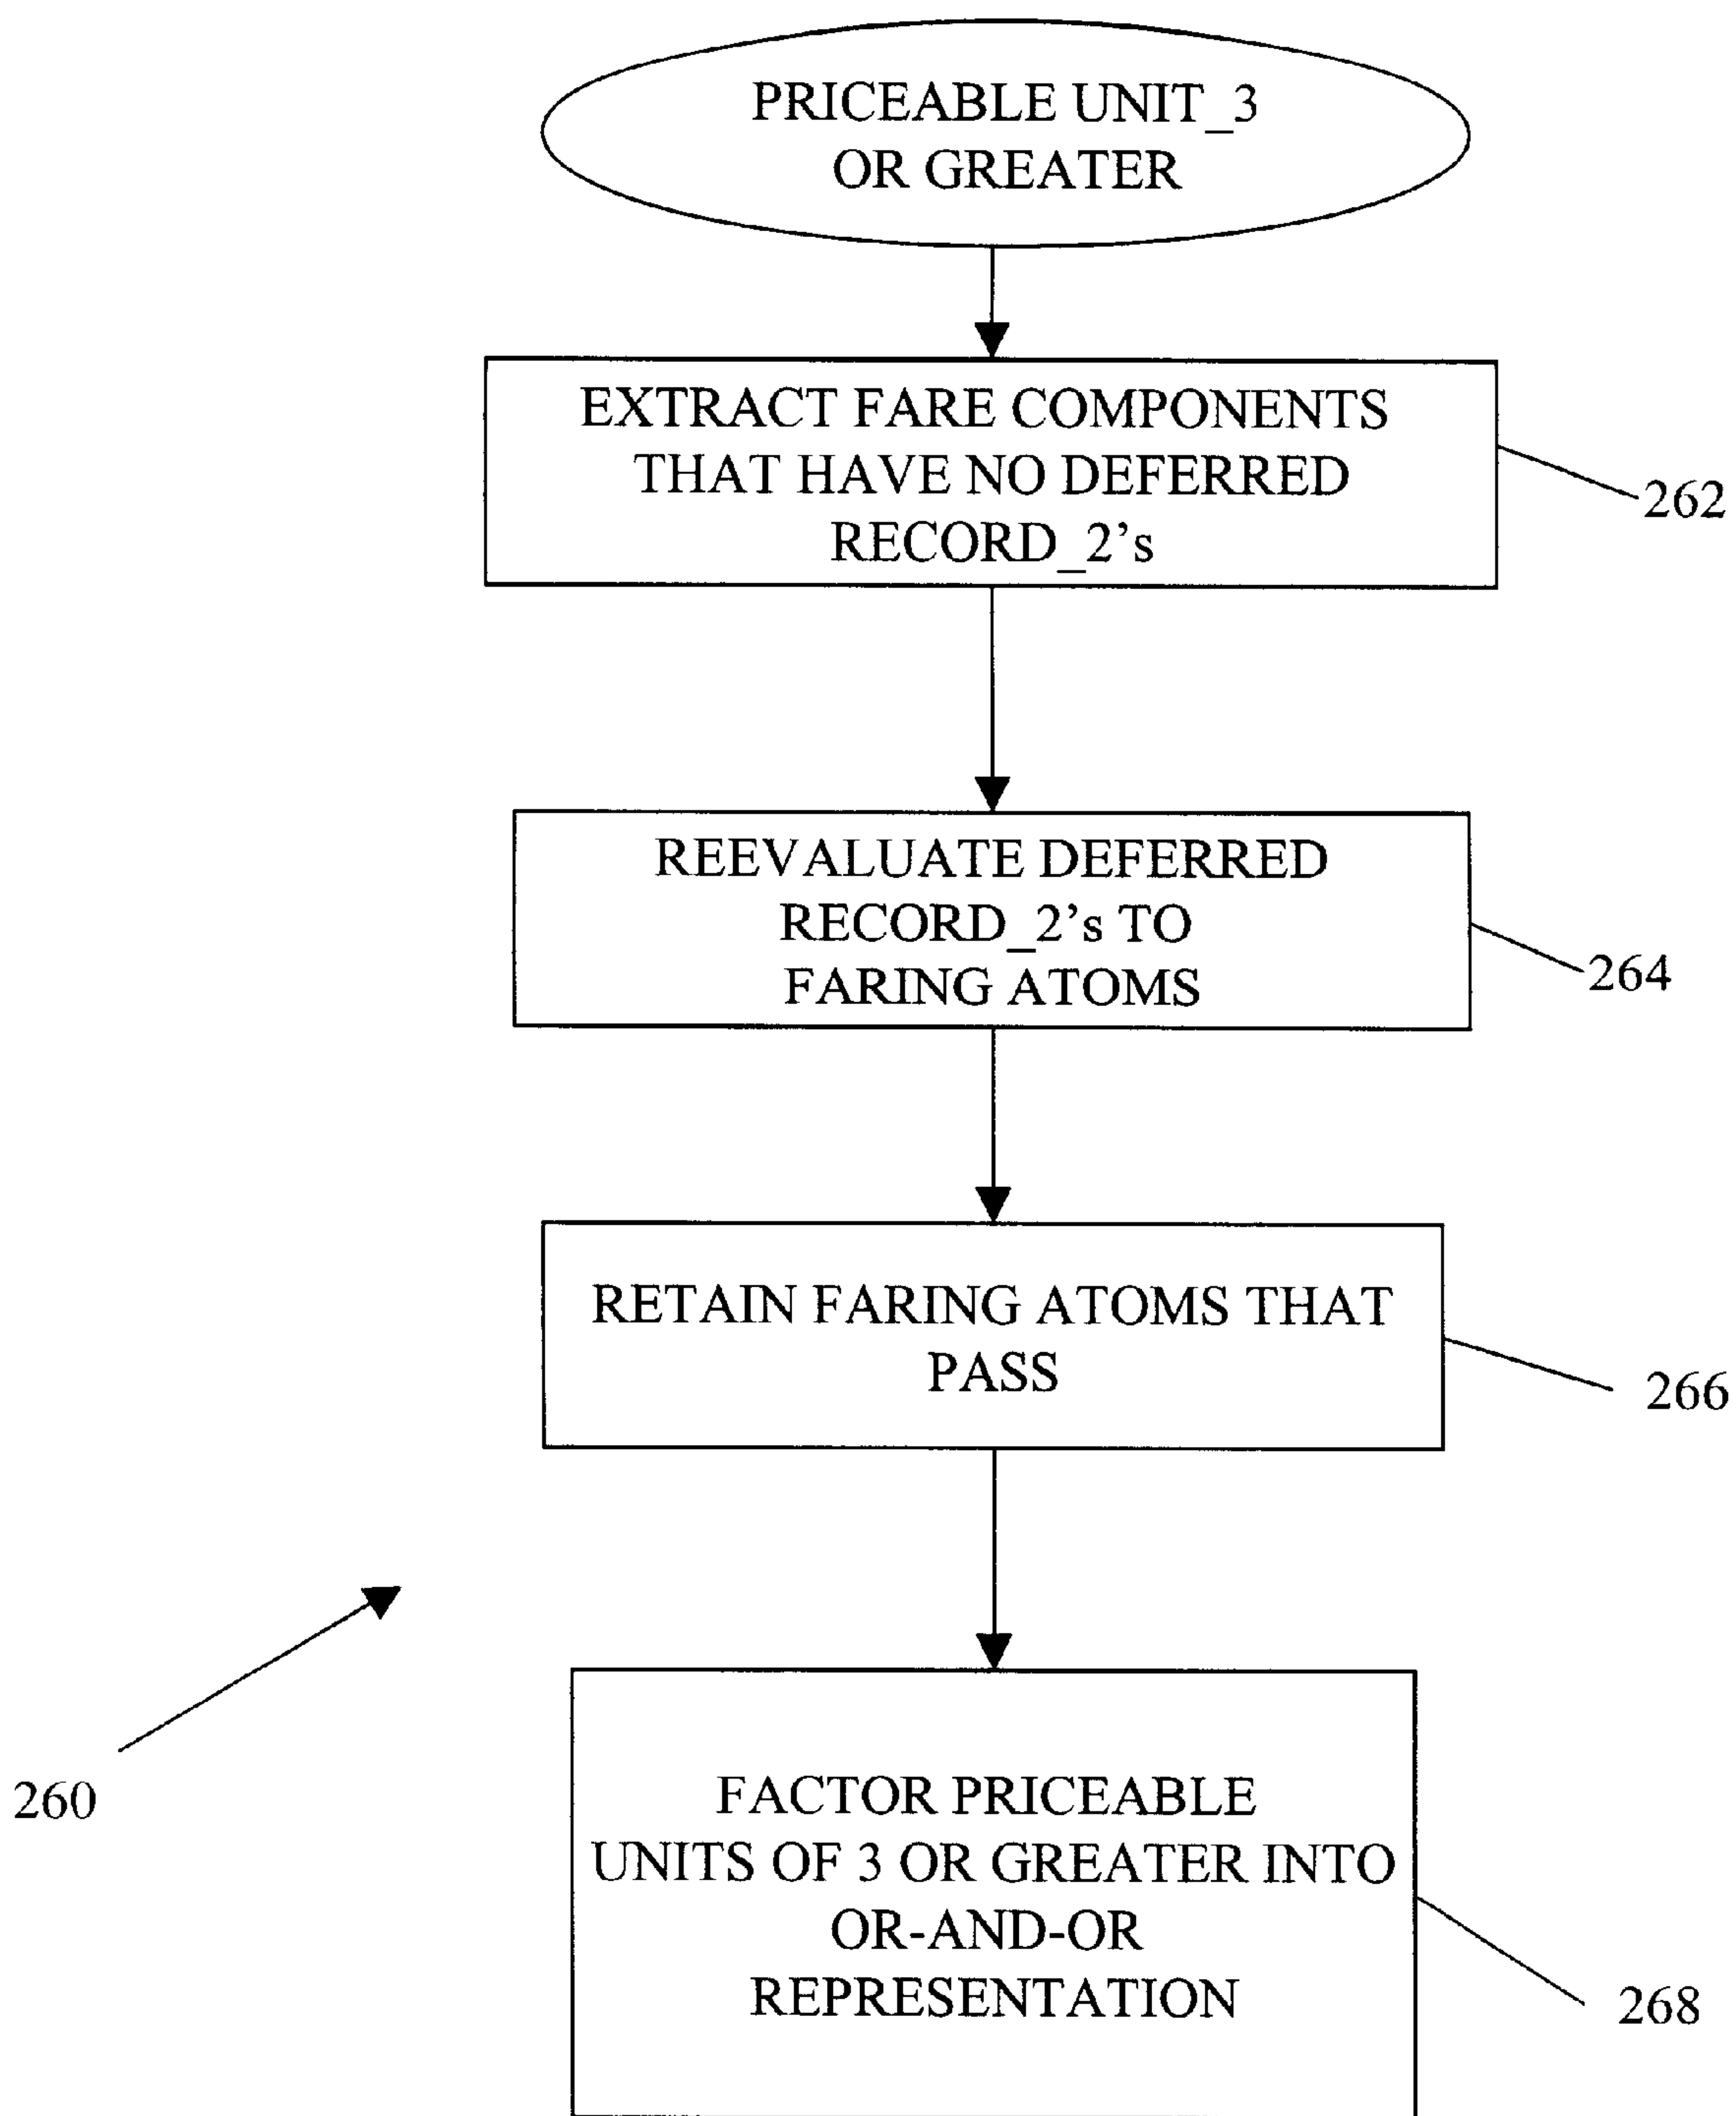 PRICEABLE UNIT_3
OR GREATER
EXTRACT FARE COMPONENTS
THAT HAVE NO DEFERRED
RECORD_2’s
262
REEVALUATE DEFERRED
RECORD_2’s TO
FARING ATOMS
264
RETAIN FARING ATOMS THAT
PASS
266
260
FACTOR PRICEABLE
UNITS OF 3 OR GREATER INTO
OR-AND-OR
REPRESENTATION
268